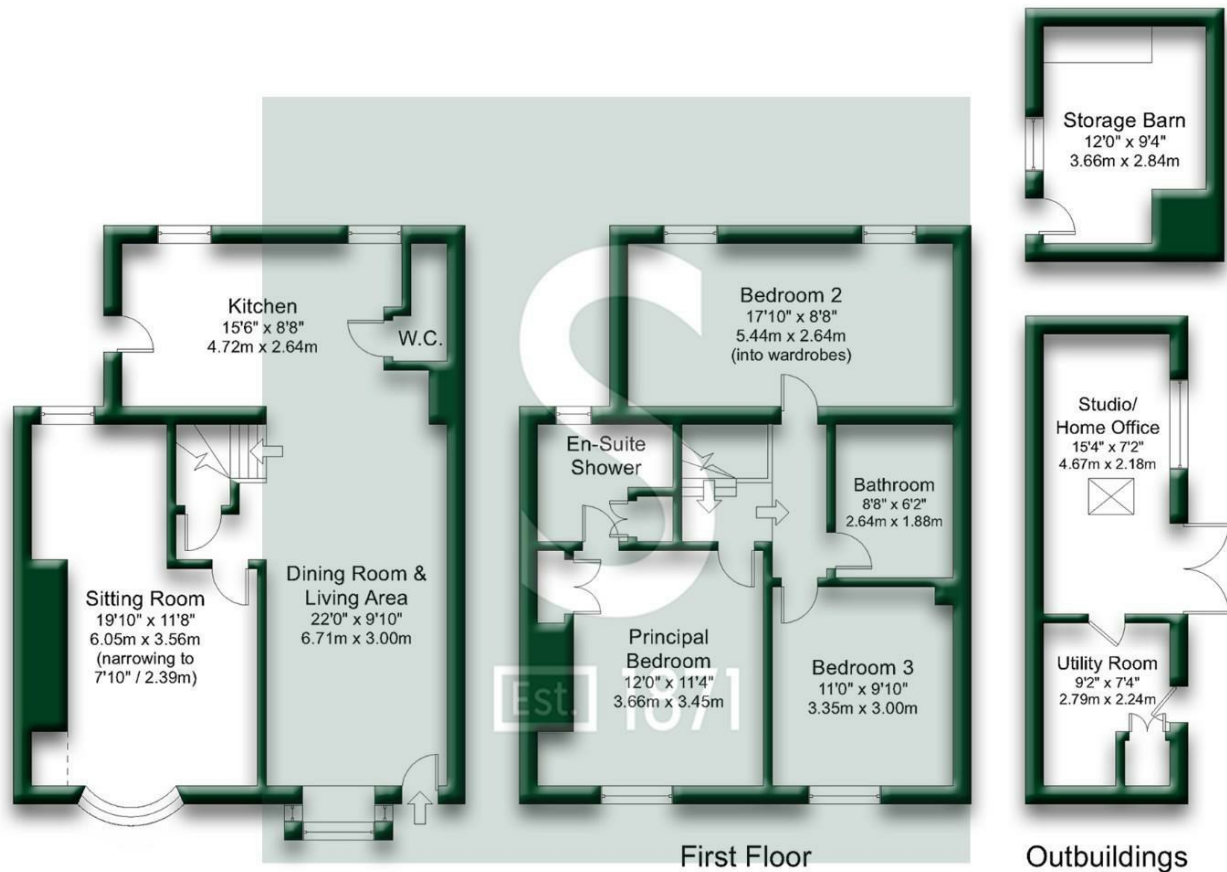 Kitchen
15'6" x 8'8"
4.72m x 2.64m
W.C.
Sitting Room
19'10" x 11'8"
6.05m x 3.56m
(narrowing to
7'10" / 2.39m)
Dining Room &
Living Area
22'0" x 9'10"
6.71m x 3.00m
Bedroom 2
17'10" x 8'8"
5.44m x 2.64m
(into wardrobes)
En-Suite
Shower
Bathroom
8'8" x 6'2"
2.64m x 1.88m
Principal
Bedroom
12'0" x 11'4"
3.66m x 3.45m
Bedroom 3
11'0" x 9'10"
3.35m x 3.00m
S
Est. 1871
First Floor
Storage Barn
12'0" x 9'4"
3.66m x 2.84m
Studio/
Home Office
15'4" x 7'2"
4.67m x 2.18m
Utility Room
9'2" x 7'4"
2.79m x 2.24m
Outbuildings